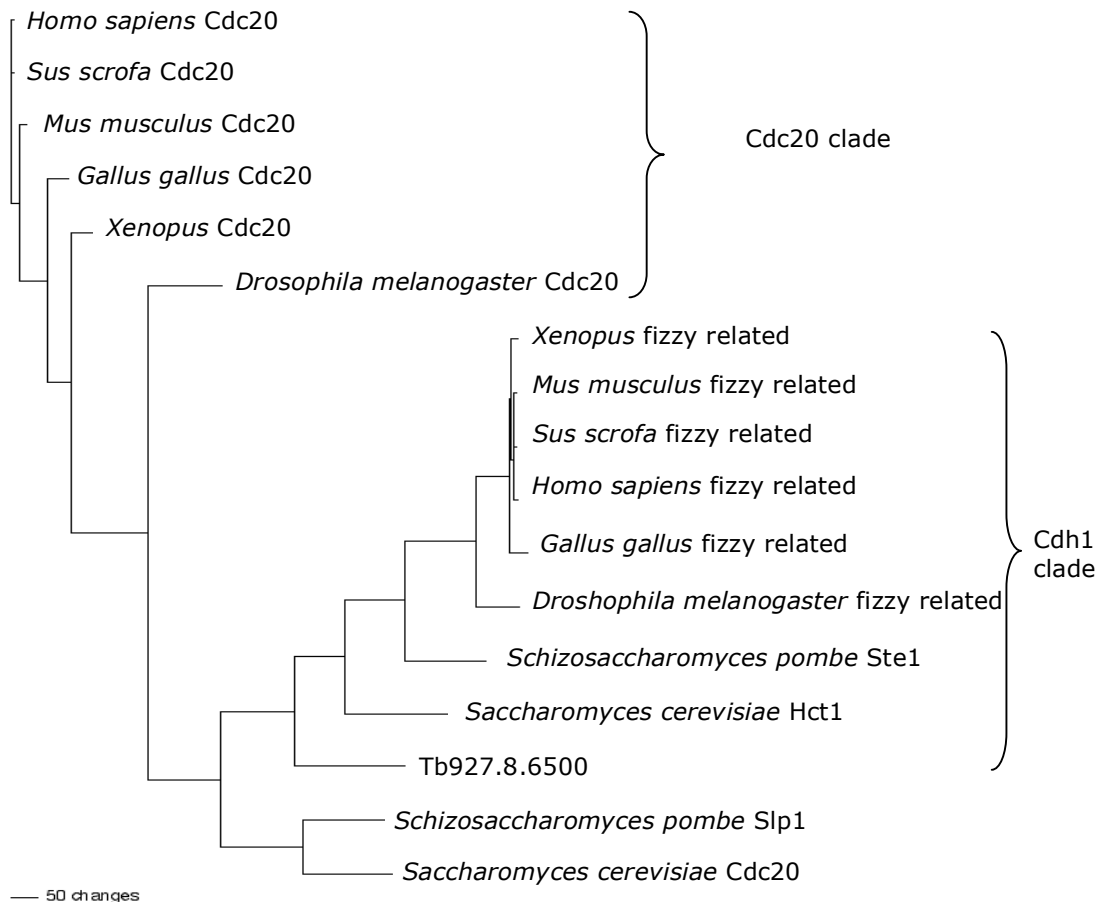 Homo sapiens Cdc20
Sus scrofa Cdc20
Mus musculus Cdc20
Cdc20 clade
Gallus gallus Cdc20
Xenopus Cdc20
Drosophila melanogaster Cdc20
Xenopus fizzy related
Mus musculus fizzy related
Sus scrofa fizzy related
Homo sapiens fizzy related
Gallus gallus fizzy related
Cdh1
clade
Droshophila melanogaster fizzy related
Schizosaccharomyces pombe Ste1
Saccharomyces cerevisiae Hct1
Tb927.8.6500
Schizosaccharomyces pombe Slp1
Saccharomyces cerevisiae Cdc20
50 changes